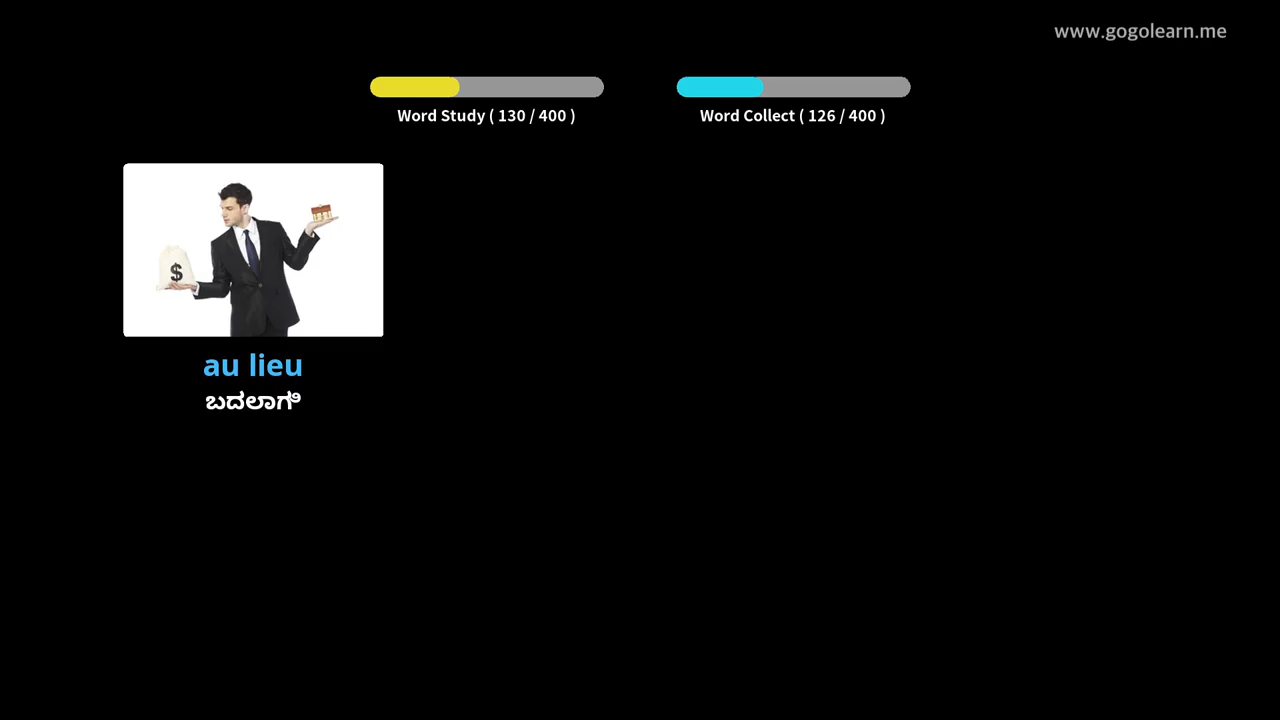 www.gogolearn.me
Word Study ( 130 / 400 )
Word Collect ( 126 / 400 )
$
au lieu
ಬದಲಾಗಿ